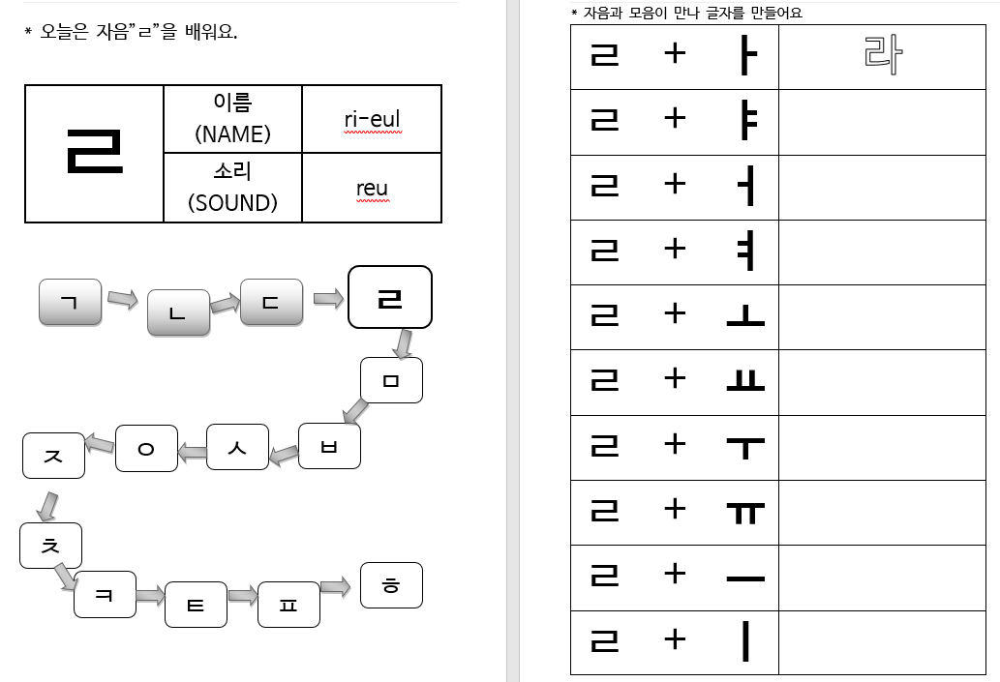 * 오늘은 자음"ㄹ"을 배워요.
ㄹ
이름
(NAME)
ri-eul
소리
(SOUND)
reu
ㄱ
ㄴ
ㄷ
ㄹ
ㅁ
ㅂ
ㅅ
ㅇ
ㅈ
ㅊ
ㅋ
ㅌ
ㅍ
ㅎ
* 자음과 모음이 만나 글자를 만들어요
ㄹ + ㅏ 라
ㄹ + ㅑ
ㄹ + ㅓ
ㄹ + ㅕ
ㄹ + ㅗ
ㄹ + ㅛ
ㄹ + ㅜ
ㄹ + ㅠ
ㄹ + ㅡ
ㄹ + ㅣ